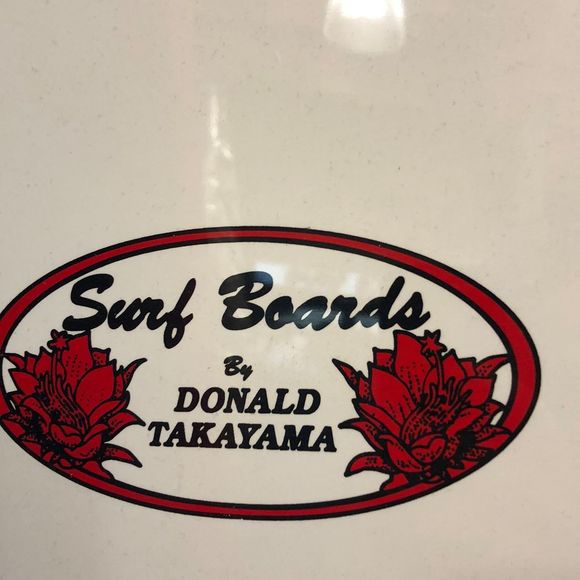 Surf Boards
By
DONALD
TAKAYAMA